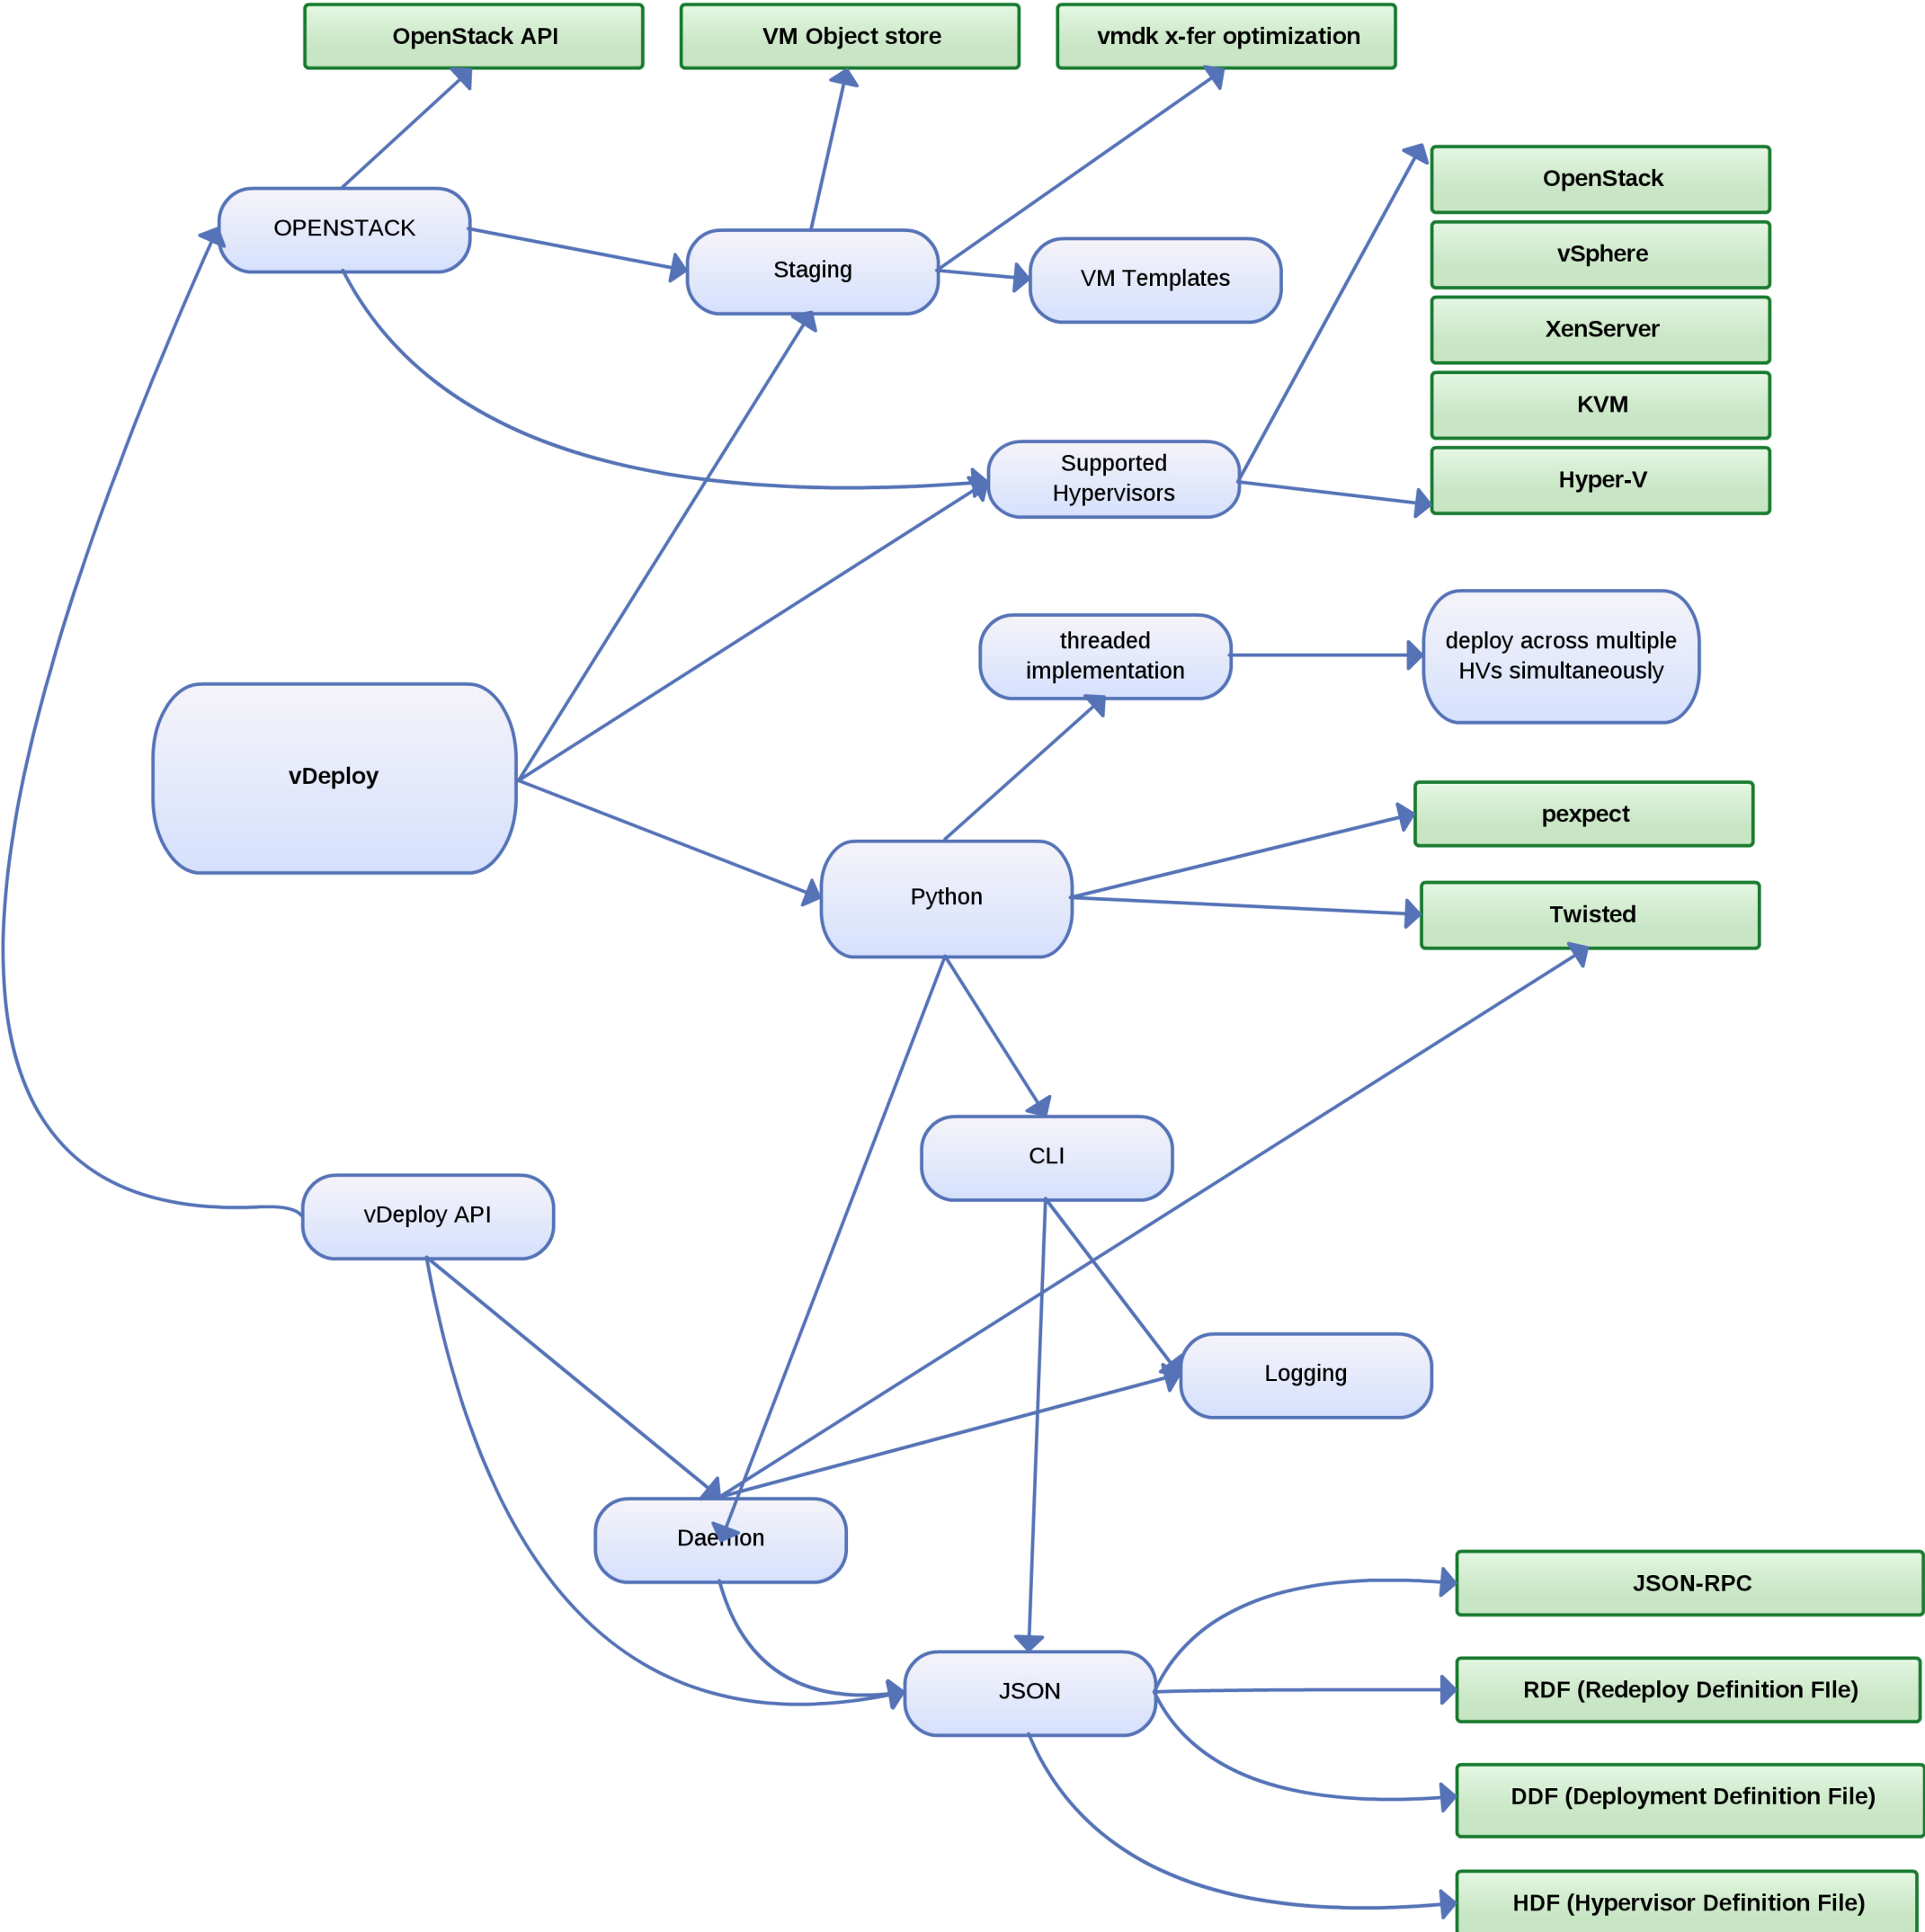 OpenStack API
VM Object store
vmdk x-fer optimization
OpenStack
OPENSTACK
vSphere
Staging
VM Templates
XenServer
KVM
Supported
Hypervisors
Hyper-V
threaded
implementation
deploy across multiple
HVs simultaneously
vDeploy
pexpect
Python
Twisted
CLI
vDeploy API
Logging
Daemon
JSON-RPC
JSON
RDF (Redeploy Definition FIle)
DDF (Deployment Definition File)
HDF (Hypervisor Definition File)